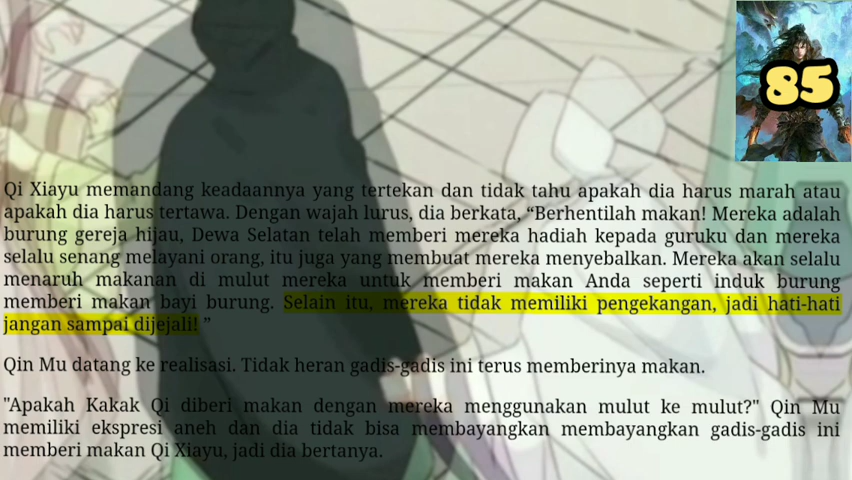 85
Qi Xiayu memandang keadaannya yang tertekan dan tidak tahu apakah dia harus marah atau
apakah dia harus tertawa. Dengan wajah lurus, dia berkata, “Berhentilah makan! Mereka adalah
burung gereja hijau, Dewa Selatan telah memberi mereka hadiah kepada guruku dan mereka
selalu senang melayani orang, itu juga yang membuat mereka menyebalkan. Mereka akan selalu
menaruh makanan di mulut mereka untuk memberi makan Anda seperti induk burung
memberi makan bayi burung. Selain itu, mereka tidak memiliki pengekangan, jadi hati-hati
jangan sampai dijejali! ”
Qin Mu datang ke realisasi. Tidak heran gadis-gadis ini terus memberinya makan.
"Apakah Kakak Qi diberi makan dengan mereka menggunakan mulut ke mulut?" Qin Mu
memiliki ekspresi aneh dan dia tidak bisa membayangkan membayangkan gadis-gadis ini
memberi makan Qi Xiayu, jadi dia bertanya.